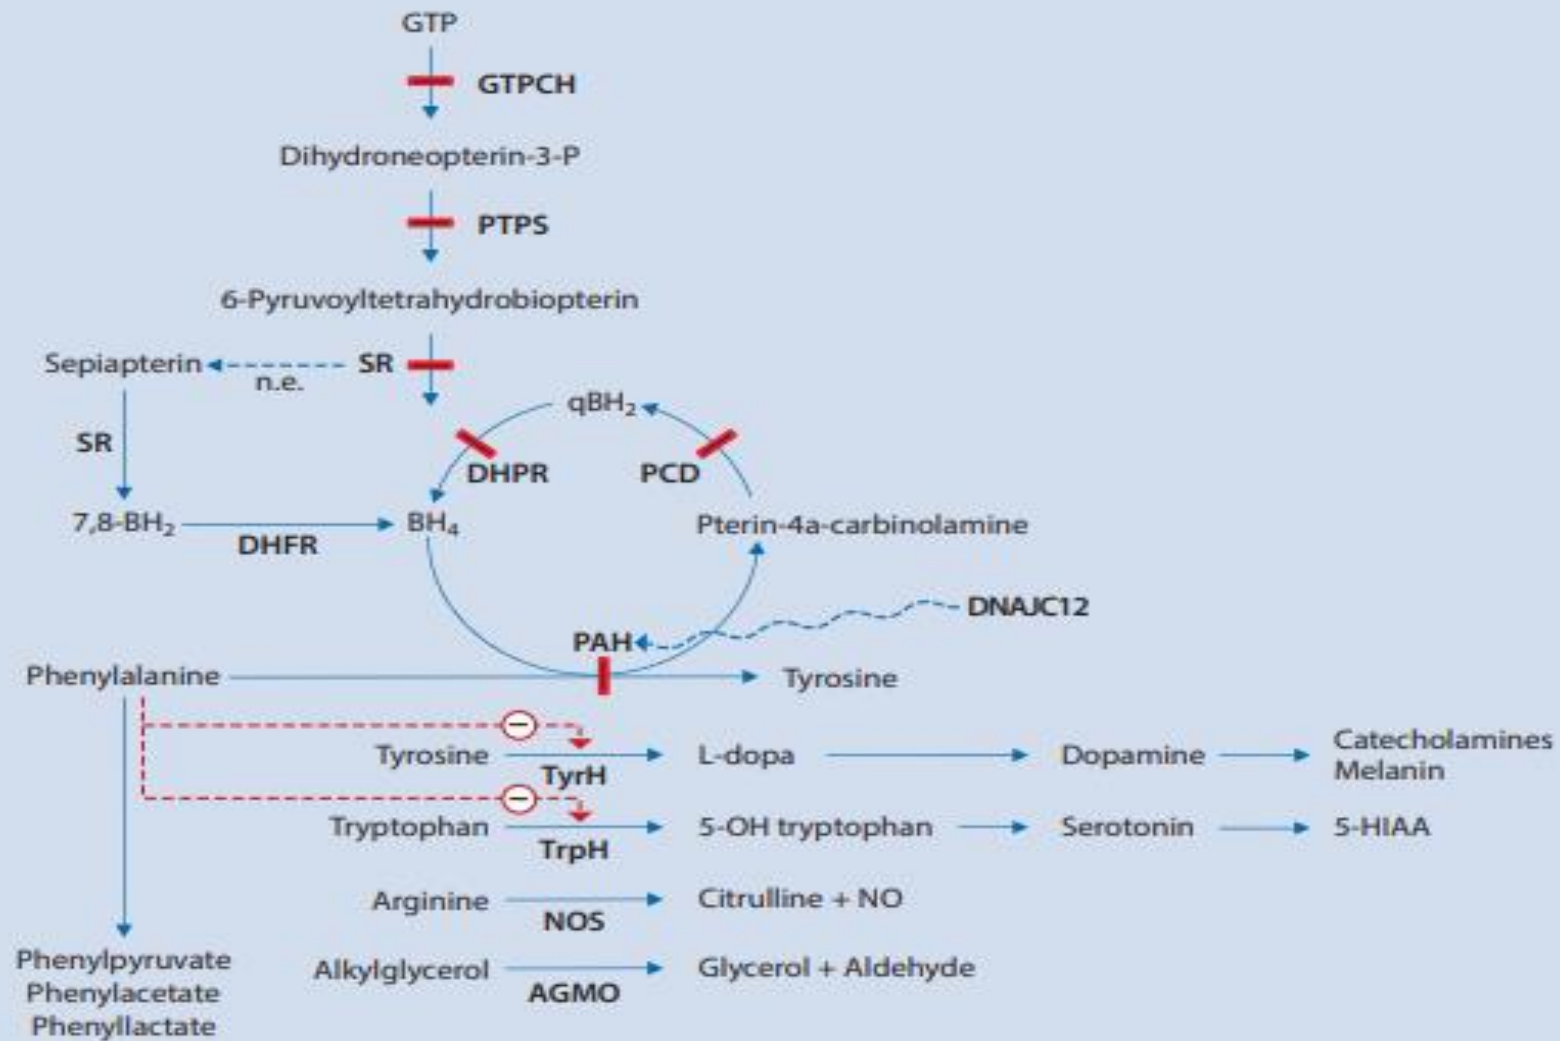 GTP
GTPCH
Dihydroneopterin-3-P
PTPS
6-Pyruvoyltetrahydrobiopterin
Sepiapterin
n.e.
SR
qBH₂
SR
DHPR
PCD
7,8-BH₂
DHFR
BH₄
Pterin-4a-carbinolamine
DNAJC12
PAH
Phenylalanine
Tyrosine
−
Tyrosine
TyrH
L-dopa
Dopamine
Catecholamines
Melanin
−
Tryptophan
TrpH
5-OH tryptophan
Serotonin
5-HIAA
Arginine
NOS
Citrulline + NO
Phenylpyruvate
Phenylacetate
Phenyllactate
Alkylglycerol
AGMO
Glycerol + Aldehyde